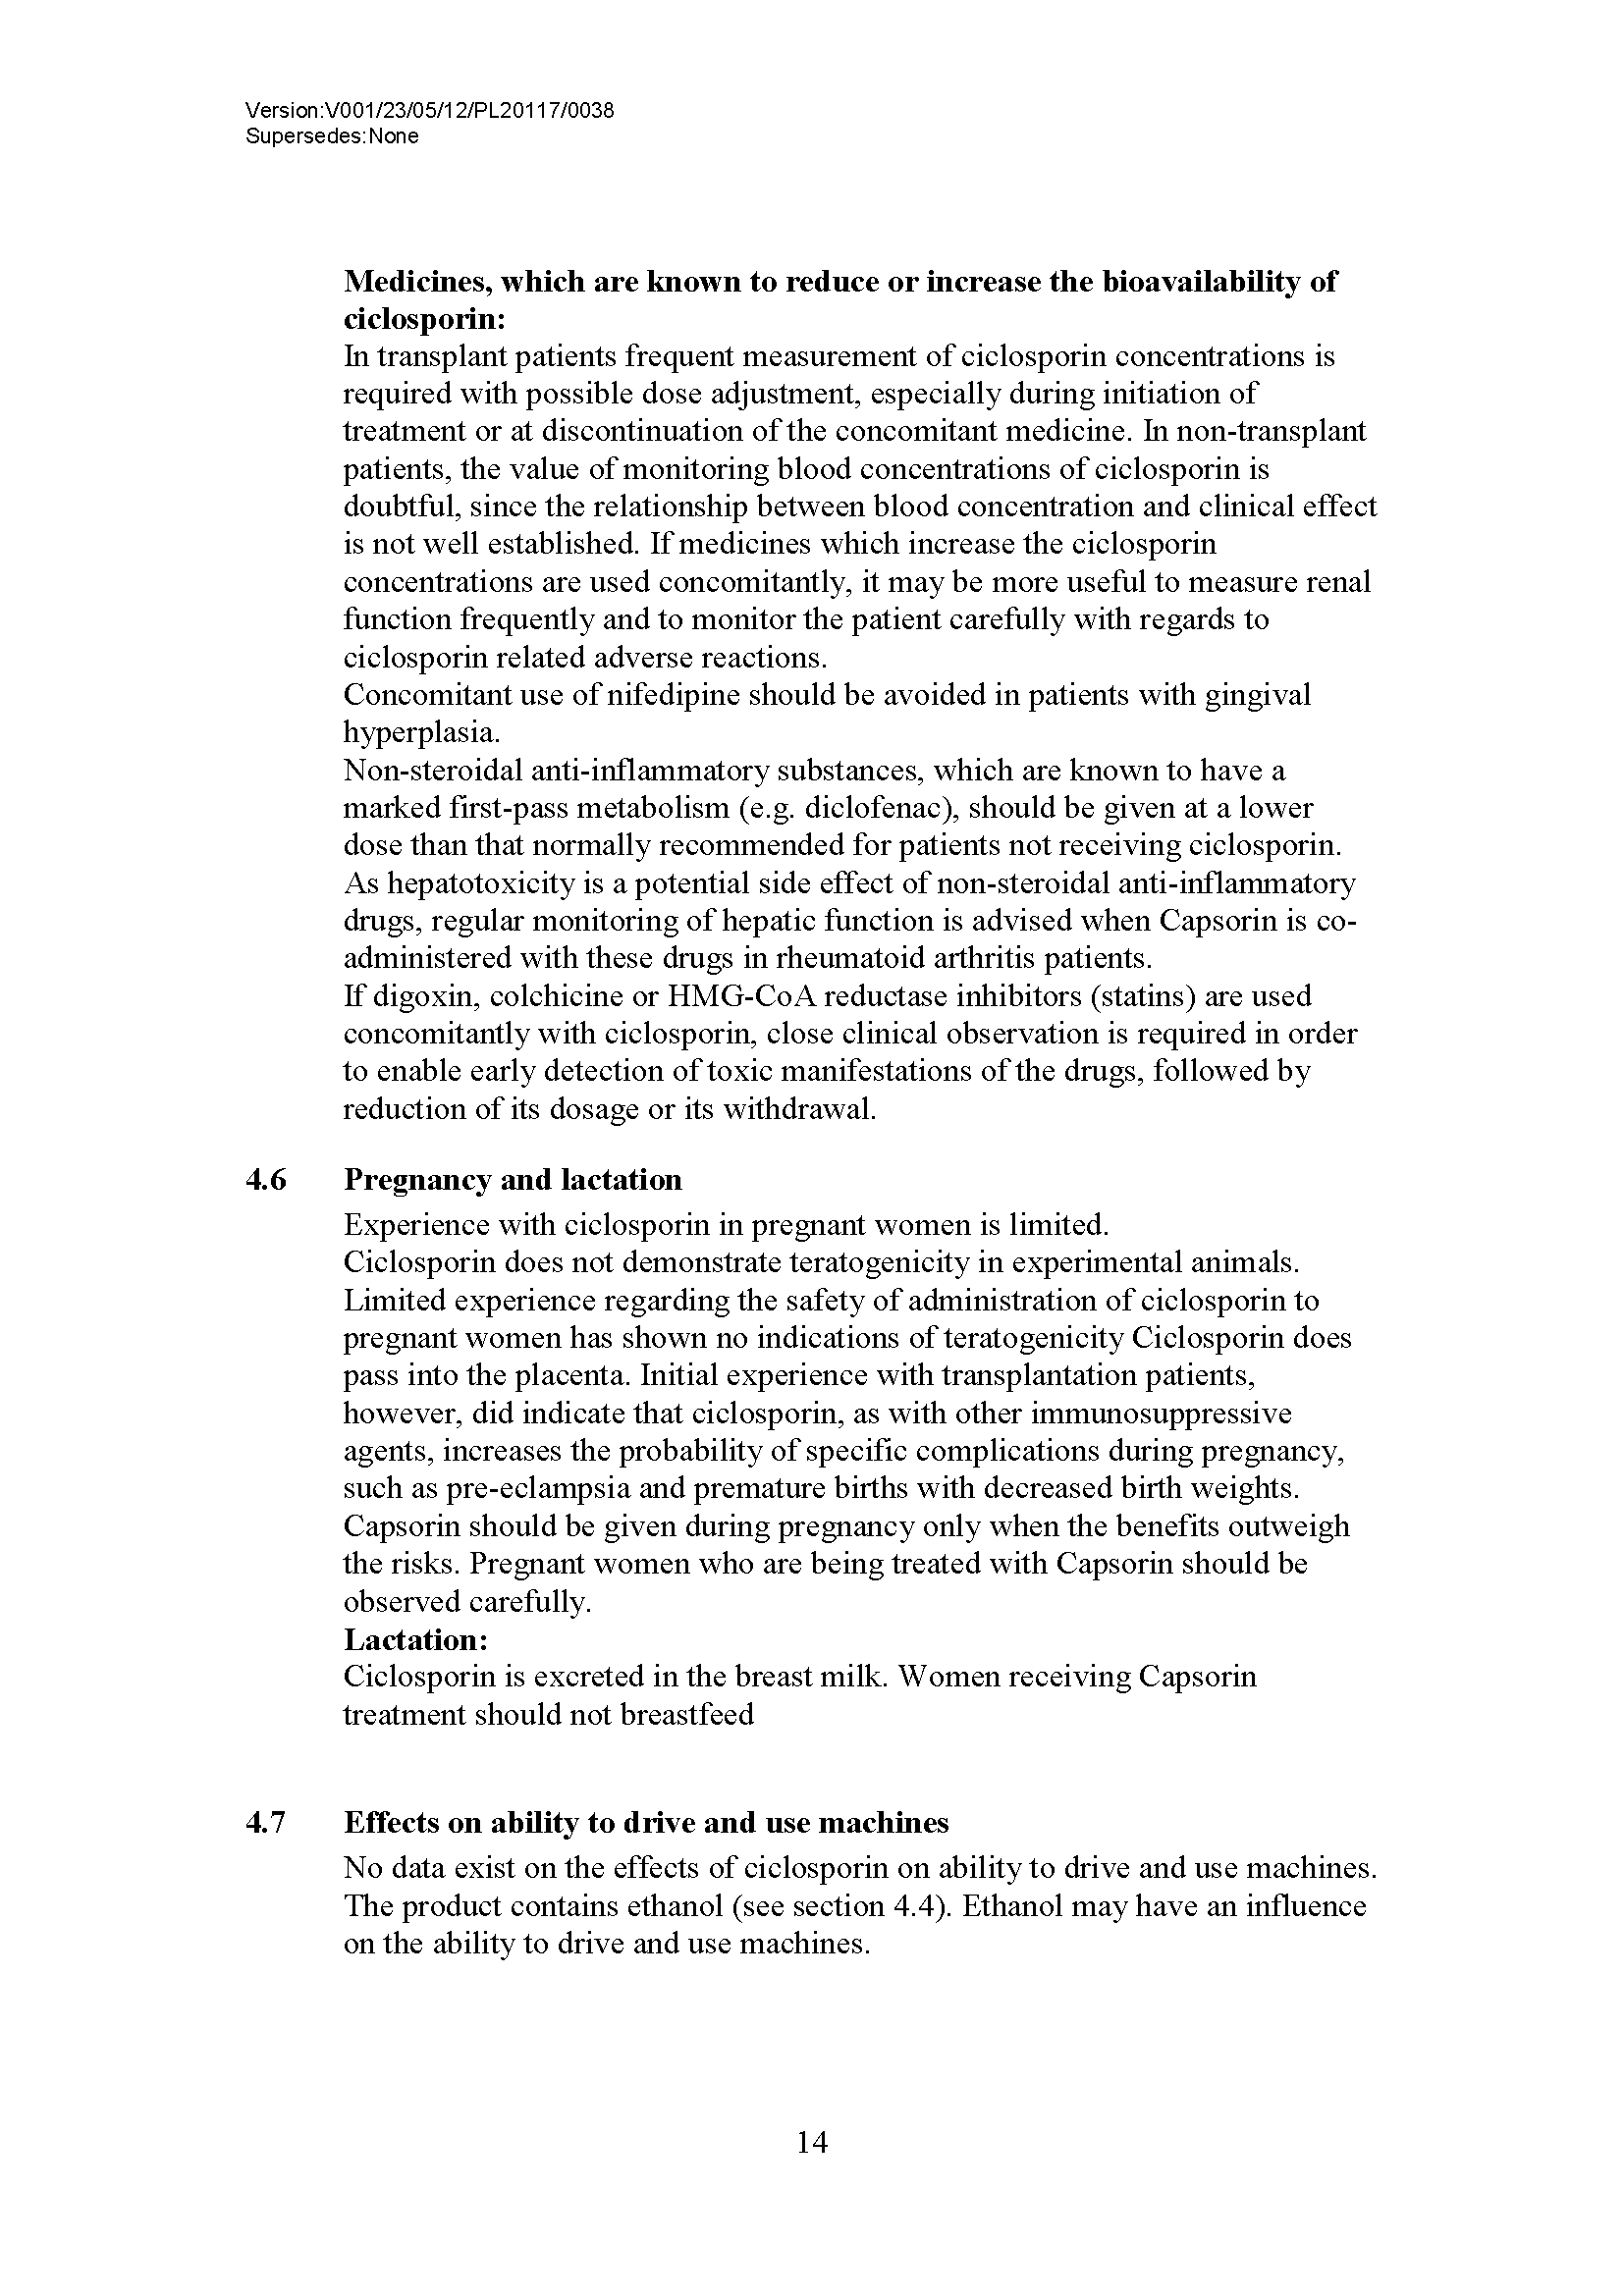 Version:V001/23/05/12/PL20117/0038
Supersedes:None
Medicines, which are known to reduce or increase the bioavailability of
ciclosporin:
In transplant patients frequent measurement of ciclosporin concentrations is
required with possible dose adjustment, especially during initiation of
treatment or at discontinuation of the concomitant medicine. In non-transplant
patients, the value of monitoring blood concentrations of ciclosporin is
doubtful, since the relationship between blood concentration and clinical effect
is not well established. If medicines which increase the ciclosporin
concentrations are used concomitantly, it may be more useful to measure renal
function frequently and to monitor the patient carefully with regards to
ciclosporin related adverse reactions.
Concomitant use of nifedipine should be avoided in patients with gingival
hyperplasia.
Non-steroidal anti-inflammatory substances, which are known to have a
marked first-pass metabolism (e.g. diclofenac), should be given at a lower
dose than that normally recommended for patients not receiving ciclosporin.
As hepatotoxicity is a potential side effect of non-steroidal anti-inflammatory
drugs, regular monitoring of hepatic function is advised when Capsorin is co-
administered with these drugs in rheumatoid arthritis patients.
If digoxin, colchicine or HMG-CoA reductase inhibitors (statins) are used
concomitantly with ciclosporin, close clinical observation is required in order
to enable early detection of toxic manifestations of the drugs, followed by
reduction of its dosage or its withdrawal.
4.6 Pregnancy and lactation
Experience with ciclosporin in pregnant women is limited.
Ciclosporin does not demonstrate teratogenicity in experimental animals.
Limited experience regarding the safety of administration of ciclosporin to
pregnant women has shown no indications of teratogenicity Ciclosporin does
pass into the placenta. Initial experience with transplantation patients,
however, did indicate that ciclosporin, as with other immunosuppressive
agents, increases the probability of specific complications during pregnancy,
such as pre-eclampsia and premature births with decreased birth weights.
Capsorin should be given during pregnancy only when the benefits outweigh
the risks. Pregnant women who are being treated with Capsorin should be
observed carefully.
Lactation:
Ciclosporin is excreted in the breast milk. Women receiving Capsorin
treatment should not breastfeed
4.7 Effects on ability to drive and use machines
No data exist on the effects of ciclosporin on ability to drive and use machines.
The product contains ethanol (see section 4.4). Ethanol may have an influence
on the ability to drive and use machines.
14